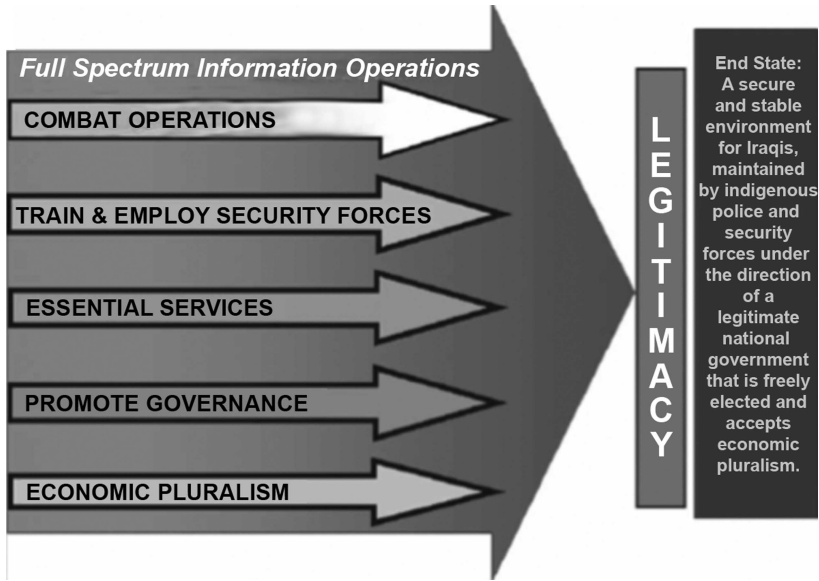 Full Spectrum Information Operations
COMBAT OPERATIONS
TRAIN & EMPLOY SECURITY FORCES
ESSENTIAL SERVICES
PROMOTE GOVERNANCE
ECONOMIC PLURALISM
LEGITIMACY
End State:
A secure
and stable
environment
for Iraqis,
maintained
by indigenous
police and
security
forces under
the direction
of a
legitimate
national
government
that is freely
elected and
accepts
economic
pluralism.